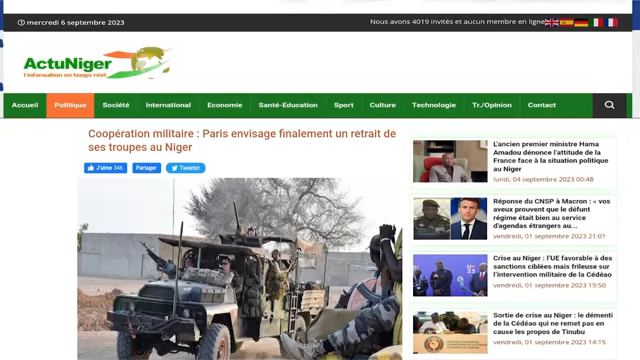 mercredi 6 septembre 2023
Nous avons 4019 invités et aucun membre en ligne
ActuNiger
l'information en temps réel
Accueil
Politique
Société
International
Economie
Santé-Education
Sport
Culture
Technologie
Tr./Opinion
Contact
Coopération militaire : Paris envisage finalement un retrait de
ses troupes au Niger
J'aime 346
Partager
Tweeter
L'ancien premier ministre Hama
Amadou dénonce l'attitude de la
France face à la situation politique
au Niger
lundi, 04 septembre 2023 00:48
Réponse du CNSP à Macron : « vos
aveux prouvent que le défunt
régime était bien au service
d'agendas étrangers au...
vendredi, 01 septembre 2023 21:01
Crise au Niger : l'UE favorable à des
sanctions ciblées mais frileuse sur
l'intervention militaire de la Cédéao
vendredi, 01 septembre 2023 19:50
Sortie de crise au Niger : le démenti
de la Cédéao qui ne remet pas en
cause les propos de Tinubu
vendredi, 01 septembre 2023 14:15